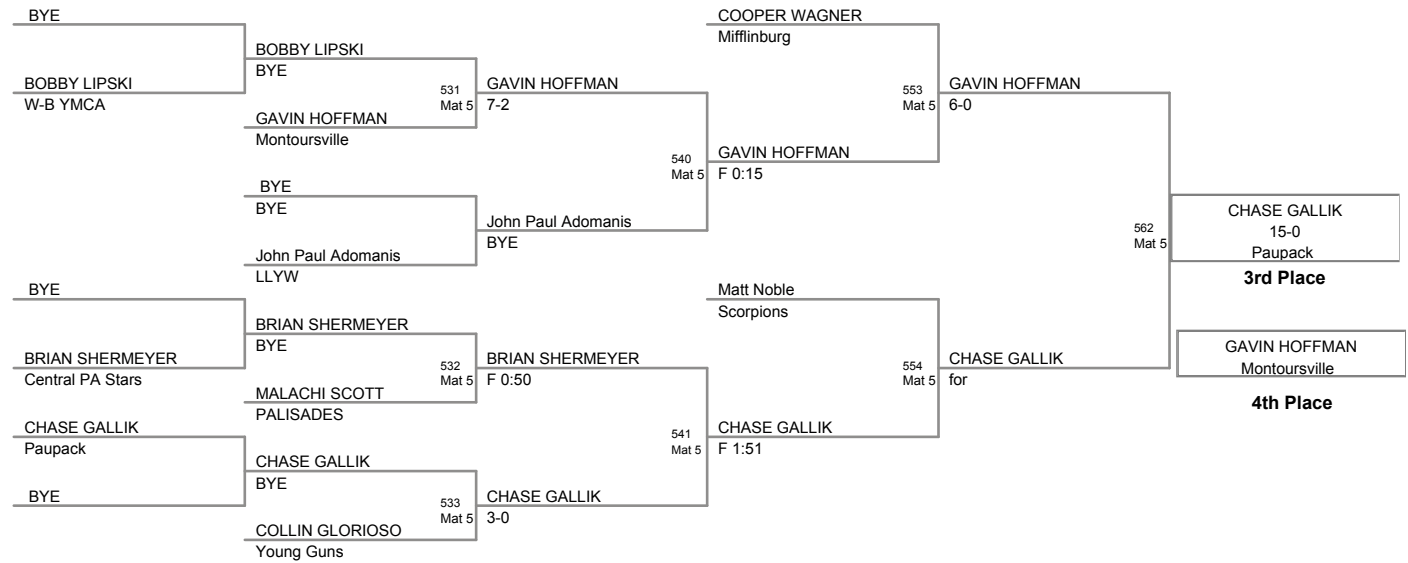 BYE
BOBBY LIPSKI
W-B YMCA
BYE
BRIAN SHERMEYER
Central PA Stars
CHASE GALLIK
Paupack
BYE
BOBBY LIPSKI
BYE
GAVIN HOFFMAN
Montoursville
BYE
BYE
John Paul Adomanis
LLYW
BRIAN SHERMEYER
BYE
MALACHI SCOTT
PALISADES
CHASE GALLIK
BYE
COLLIN GLORIOSO
Young Guns
531
Mat 5
532
Mat 5
533
Mat 5
GAVIN HOFFMAN
7-2
John Paul Adomanis
BYE
BRIAN SHERMEYER
F 0:50
CHASE GALLIK
3-0
540
Mat 5
541
Mat 5
COOPER WAGNER
Mifflinburg
GAVIN HOFFMAN
F 0:15
Matt Noble
Scorpions
CHASE GALLIK
F 1:51
553
Mat 5
554
Mat 5
GAVIN HOFFMAN
6-0
CHASE GALLIK
for
562
Mat 5
CHASE GALLIK
15-0
Paupack
3rd Place
GAVIN HOFFMAN
Montoursville
4th Place